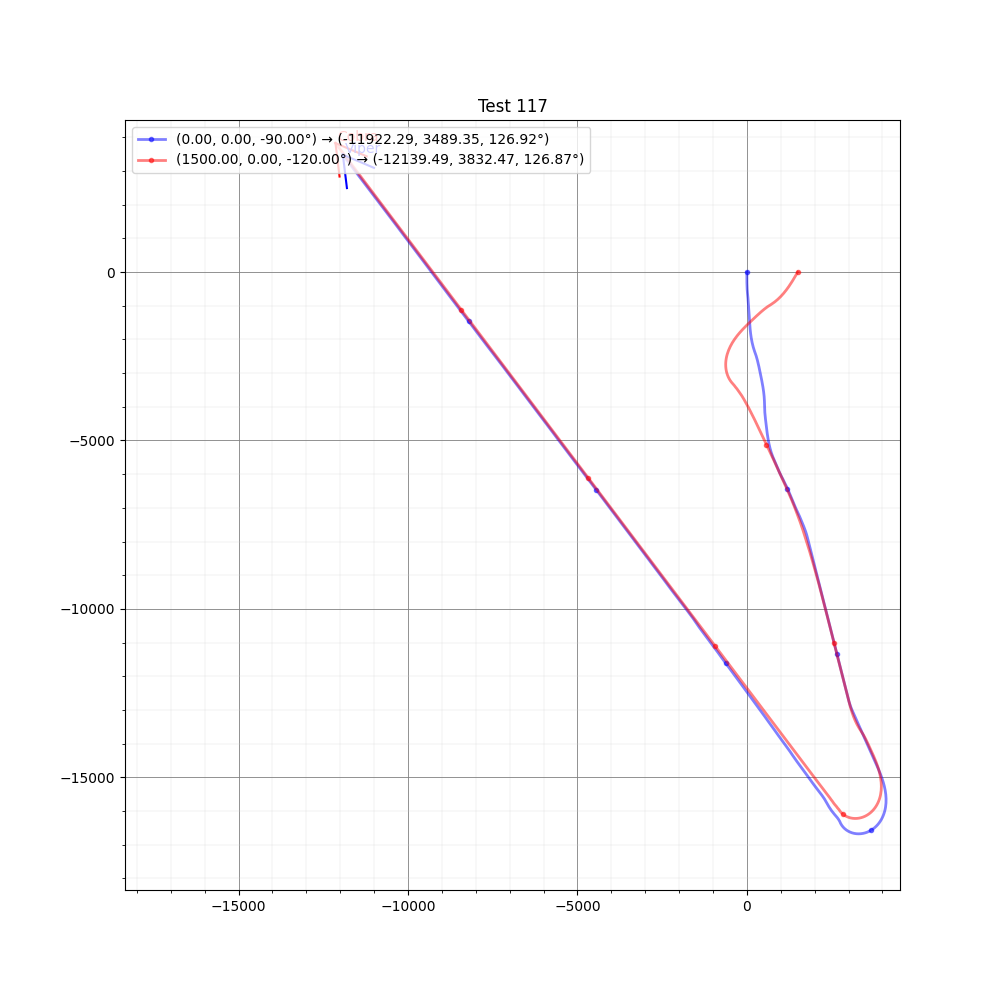 Test 117
(0.00, 0.00, -90.00°) → (-11922.29, 3489.35, 126.92°)
(1500.00, 0.00, -120.00°) → (-12139.49, 3832.47, 126.87°)
Viper
0
−5000
−10000
−15000
−15000
−10000
−5000
0